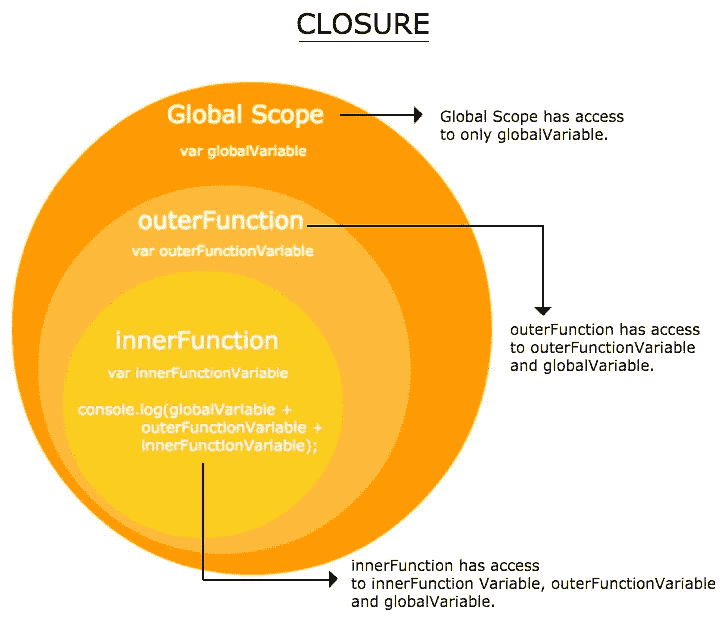 CLOSURE
Global Scope
var globalVariable
Global Scope has access
to only globalVariable.
outerFunction
var outerFunctionVariable
outerFunction has access
to outerFunctionVariable
and globalVariable.
innerFunction
var innerFunctionVariable
console.log(globalVariable +
outerFunctionVariable +
innerFunctionVariable);
innerFunction has access
to innerFunction Variable, outerFunctionVariable
and globalVariable.